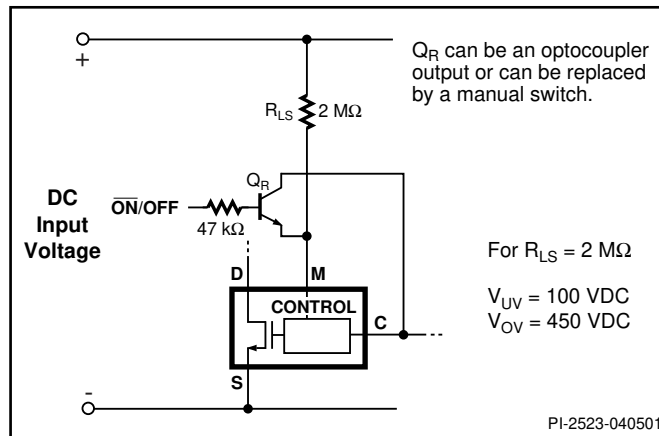 +
Q_R can be an optocoupler
output or can be replaced
by a manual switch.
R_LS 2 MΩ
Q_R
DC
Input
Voltage
ON/OFF
47 kΩ
For R_LS = 2 MΩ
V_UV = 100 VDC
V_OV = 450 VDC
D M
CONTROL
C
S
-
PI-2523-040501